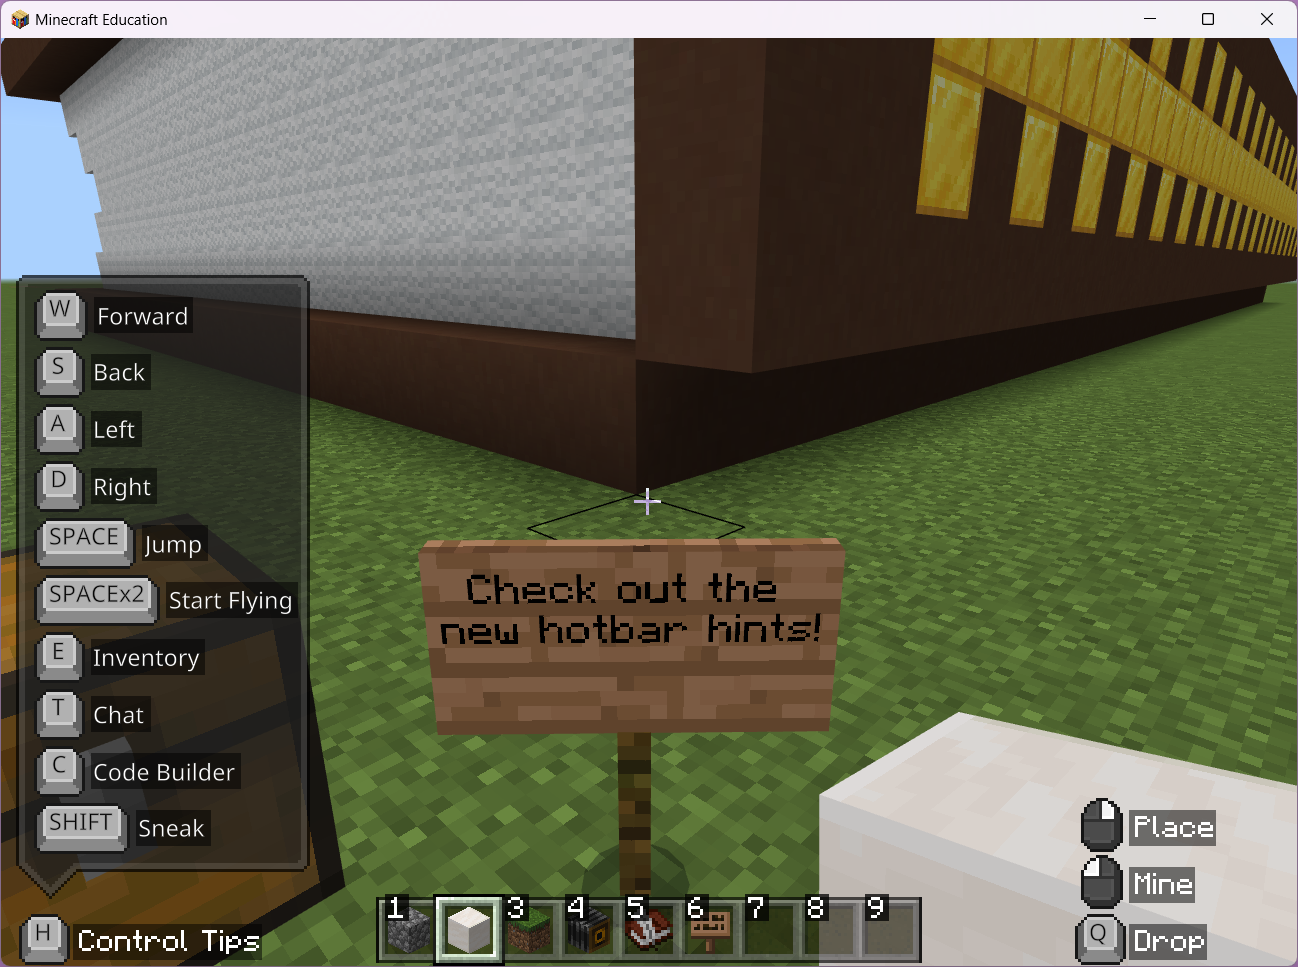 Minecraft Education
W Forward
S Back
A Left
D Right
SPACE Jump
SPACEx2 Start Flying
E Inventory
T Chat
C Code Builder
SHIFT Sneak
H Control Tips
Check out the
new hotbar hints!
1 3 4 5 6 7 8 9
Place
Mine
Q Drop